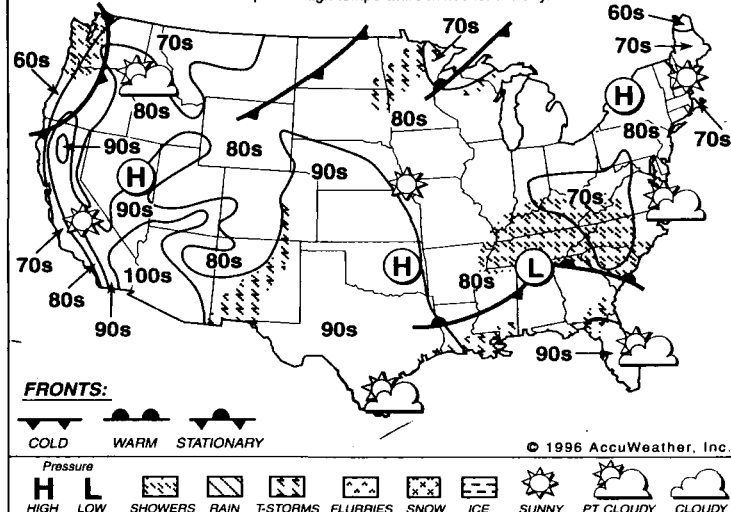 60s
70s
70s
70s
60s
80s
H
80s
80s
70s
90s
80s
90s
H
90s
70s
70s
80s
100s
80s
H
80s
L
90s
90s
90s
FRONTS:
COLD WARM STATIONARY
© 1996 AccuWeather, Inc.
Pressure
H L
HIGH LOW SHOWERS RAIN T-STORMS FLURRIES SNOW ICE SUNNY PT CLOUDY CLOUDY